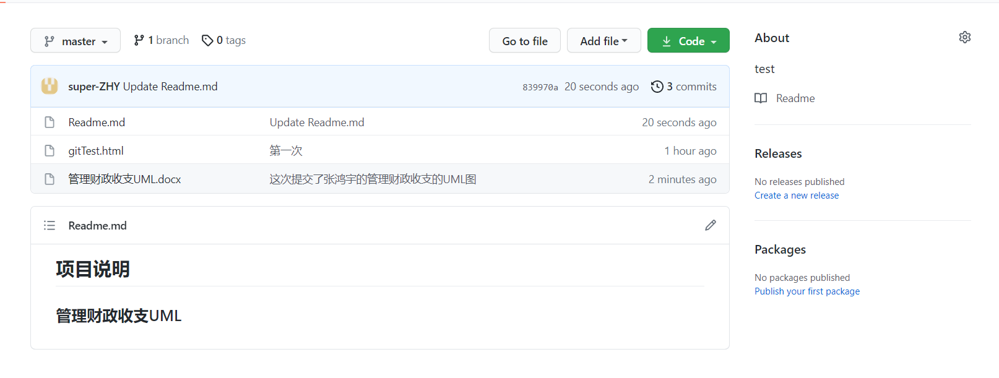 master 1 branch 0 tags Go to file Add file Code
super-ZHY Update Readme.md 839970a 20 seconds ago 3 commits
Readme.md Update Readme.md 20 seconds ago
gitTest.html 第一次 1 hour ago
管理财政收支UML.docx 这次提交了张鸿宇的管理财政收支的UML图 2 minutes ago
Readme.md
项目说明
管理财政收支UML
About
test
Readme
Releases
No releases published
Create a new release
Packages
No packages published
Publish your first package